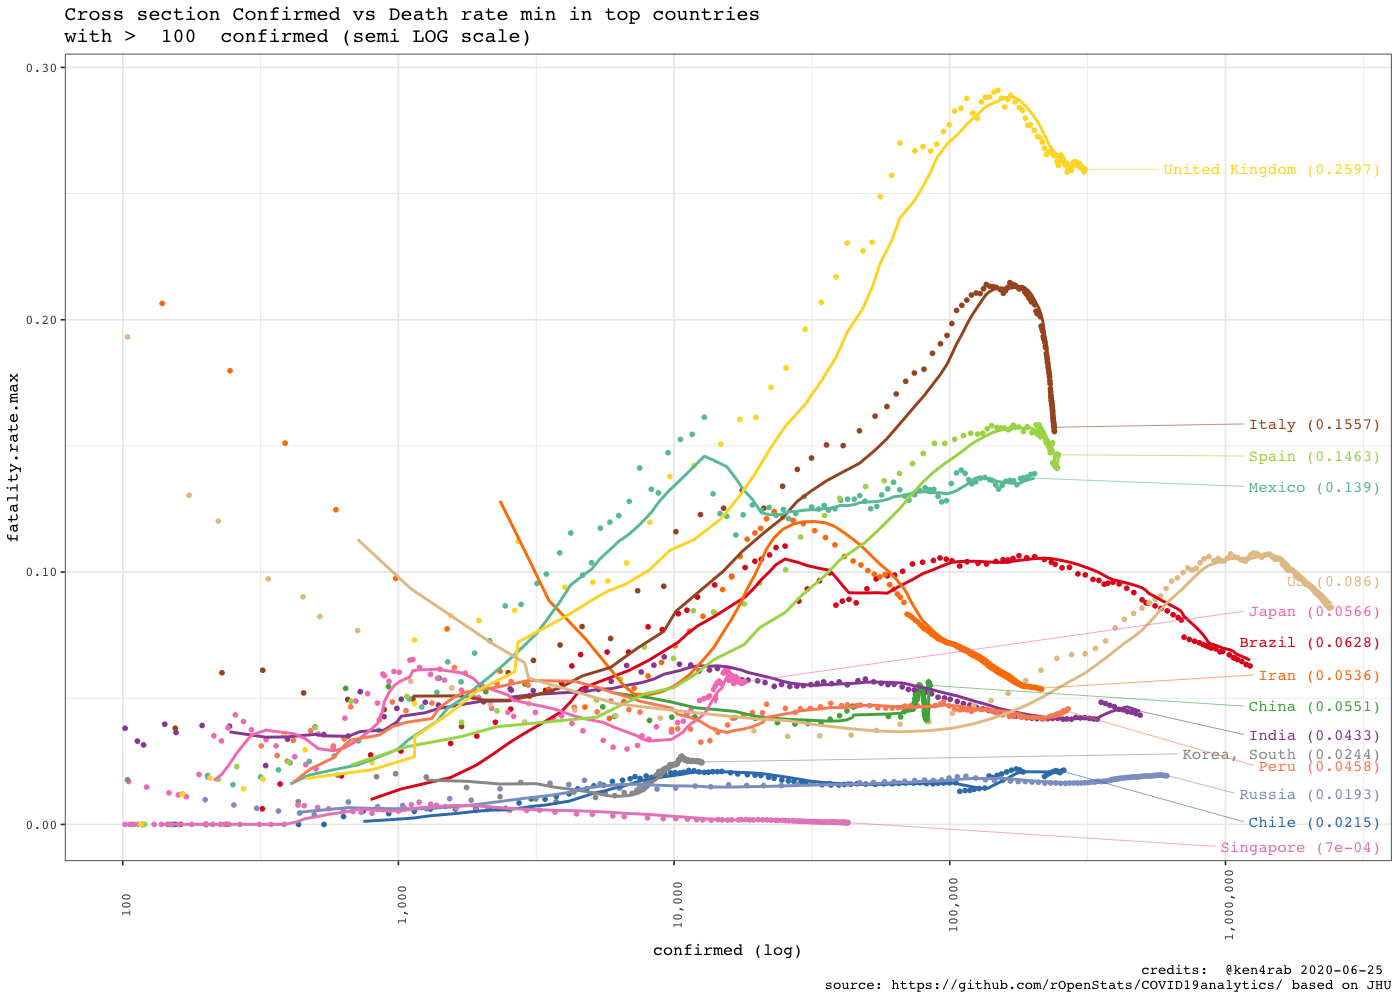 Cross section Confirmed vs Death rate min in top countries
with >  100  confirmed (semi LOG scale)
fatality.rate.max
0.30
0.20
0.10
0.00
United Kingdom (0.2597)
Italy (0.1557)
Spain (0.1463)
Mexico (0.139)
US (0.086)
Japan (0.0566)
Brazil (0.0628)
Iran (0.0536)
China (0.0551)
India (0.0433)
Korea, South (0.0244)
Peru (0.0458)
Russia (0.0193)
Chile (0.0215)
Singapore (7e-04)
100
1,000
10,000
100,000
1,000,000
confirmed (log)
credits:  @ken4rab 2020-06-25
source: https://github.com/rOpenStats/COVID19analytics/ based on JHU